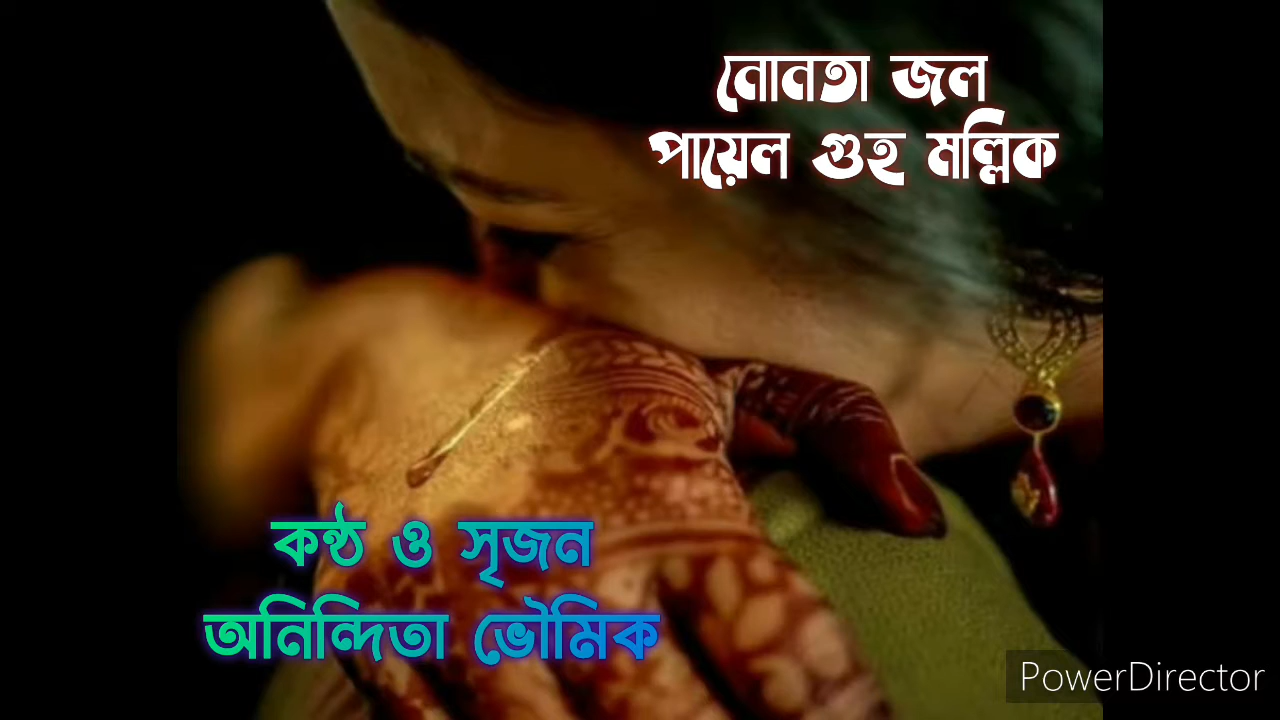 নোনতা জল
পায়েল গুহ মল্লিক
কন্ঠ ও সৃজন
অনিন্দিতা ভৌমিক
PowerDirector